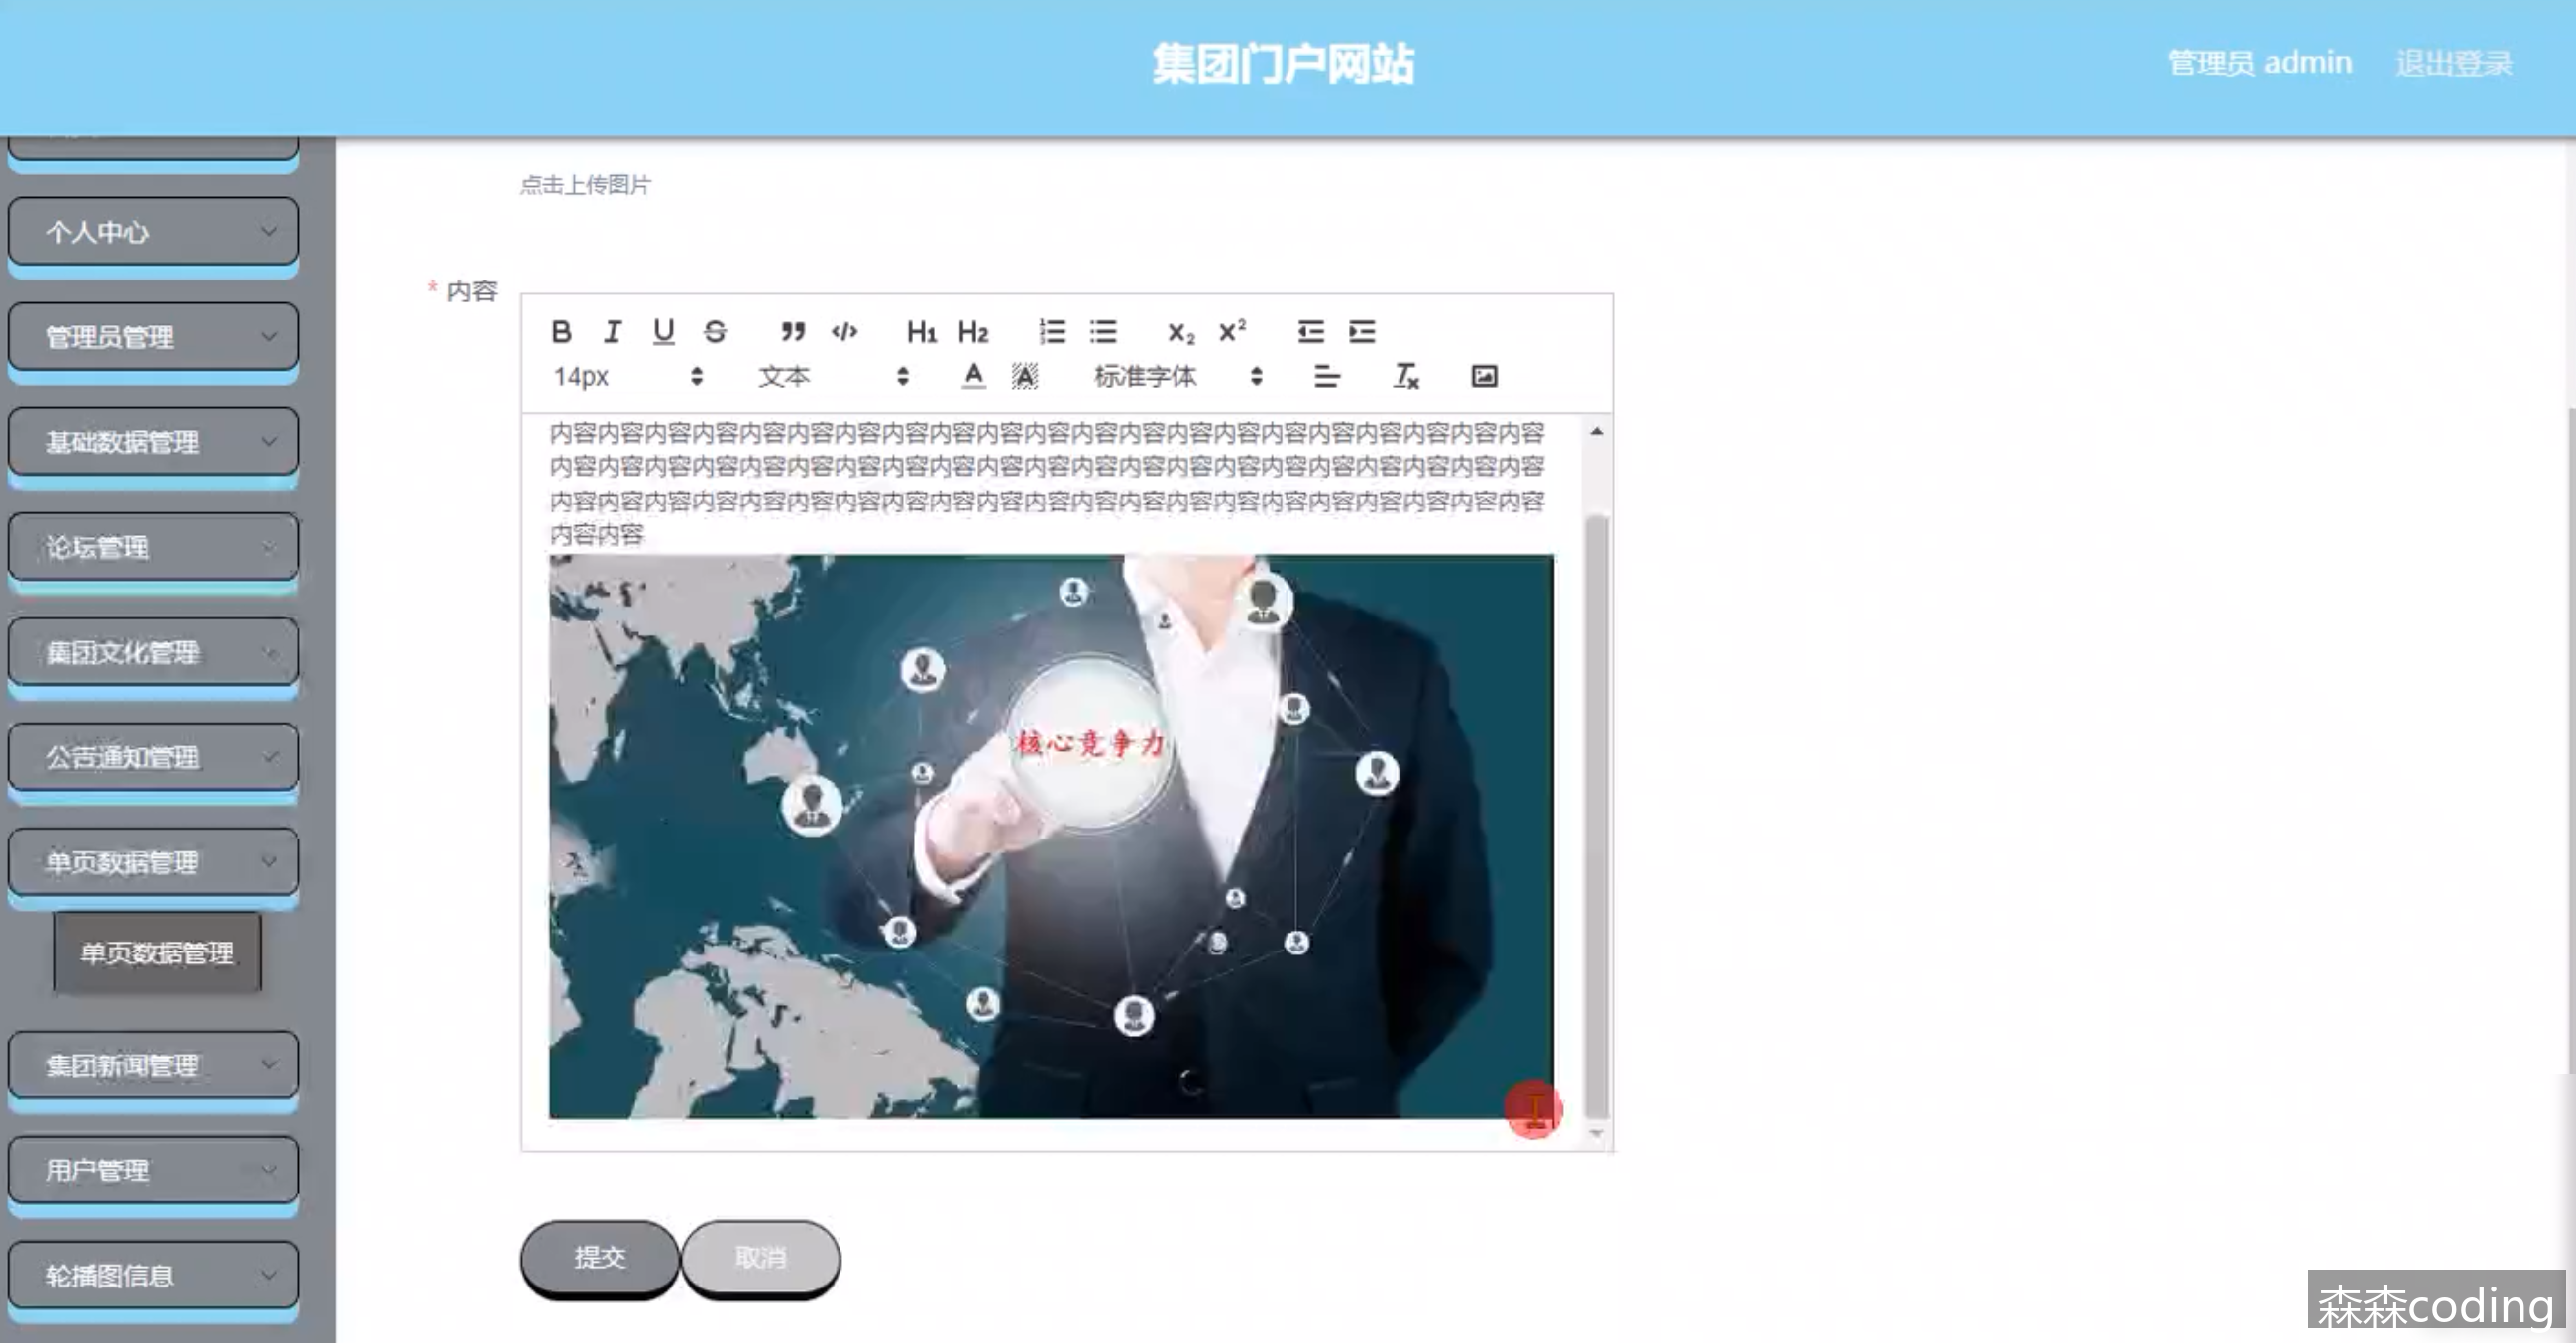 集团门户网站
管理员 admin
退出登录
个人中心
管理员管理
基础数据管理
论坛管理
集团文化管理
公告通知管理
单页数据管理
单页数据管理
集团新闻管理
用户管理
轮播图信息
点击上传图片
* 内容
B I U S H1 H2 X2 X2
14px 文本 A A 标准字体 Tx
内容内容内容内容内容内容内容内容内容内容内容内容内容内容内容内容内容内容内容内容内容
内容内容内容内容内容内容内容内容内容内容内容内容内容内容内容内容内容内容内容内容内容
内容内容内容内容内容内容内容内容内容内容内容内容内容内容内容内容内容内容内容内容内容
内容内容
核心竞争力
提交
取消
森森coding